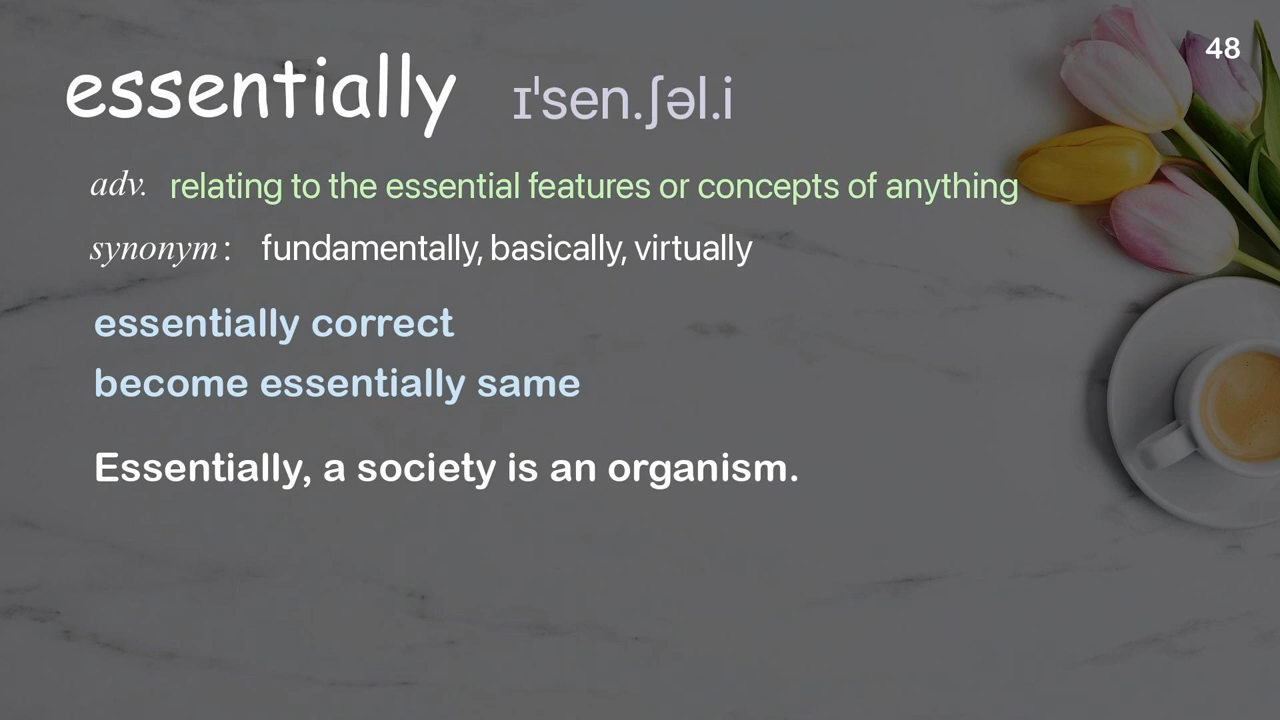 48
essentially ɪˈsen.ʃəl.i
adv. relating to the essential features or concepts of anything
synonym: fundamentally, basically, virtually
essentially correct
become essentially same
Essentially, a society is an organism.